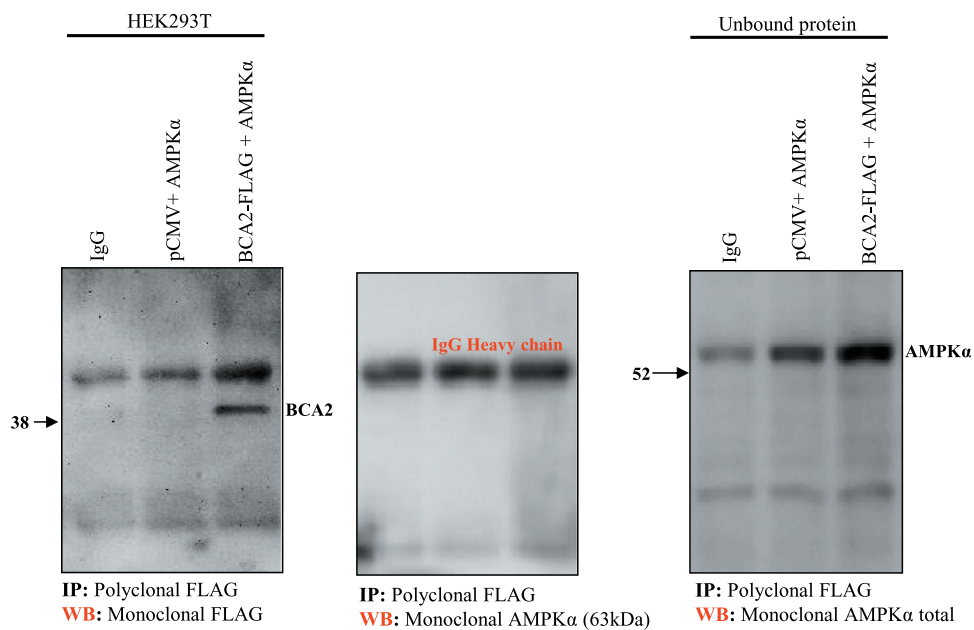 HEK293T
Unbound protein
IgG
pCMV+ AMPKα
BCA2-FLAG + AMPKα
IgG
pCMV+ AMPKα
BCA2-FLAG + AMPKα
IgG Heavy chain
AMPKα
52
BCA2
38
IP: Polyclonal FLAG
WB: Monoclonal FLAG
IP: Polyclonal FLAG
WB: Monoclonal AMPKα (63kDa)
IP: Polyclonal FLAG
WB: Monoclonal AMPKα total